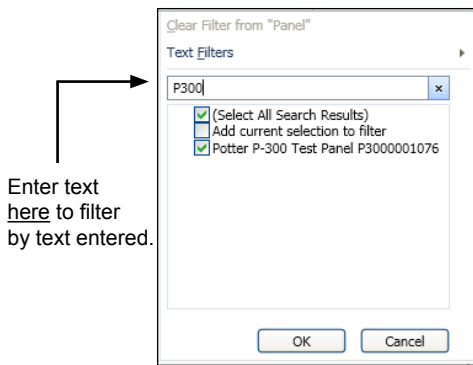 Clear Filter from "Panel"
Text Filters
P300
(Select All Search Results)
Add current selection to filter
Potter P-300 Test Panel P3000001076
Enter text
here to filter
by text entered.
OK Cancel